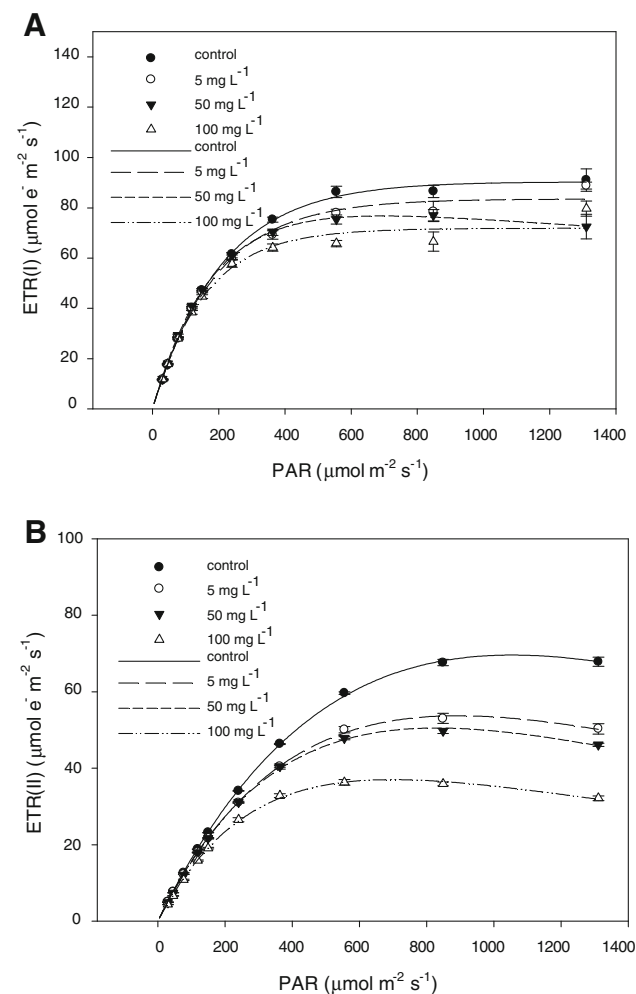 A
140
120
100
80
60
40
20
0
ETR(I) (μmol e⁻ m⁻² s⁻¹)
control
5 mg L⁻¹
50 mg L⁻¹
100 mg L⁻¹
control
5 mg L⁻¹
50 mg L⁻¹
100 mg L⁻¹
0 200 400 600 800 1000 1200 1400
PAR (μmol m⁻² s⁻¹)
B
100
80
60
40
20
0
ETR(II) (μmol e⁻ m⁻² s⁻¹)
control
5 mg L⁻¹
50 mg L⁻¹
100 mg L⁻¹
control
5 mg L⁻¹
50 mg L⁻¹
100 mg L⁻¹
0 200 400 600 800 1000 1200 1400
PAR (μmol m⁻² s⁻¹)